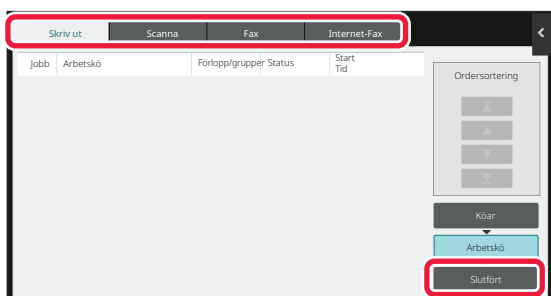 Skriv ut Scanna Fax Internet-Fax
Jobb Arbetskö Förlopp/grupper Status Start
Tid
Ordersortering
Köar
Arbetskö
Slutfört